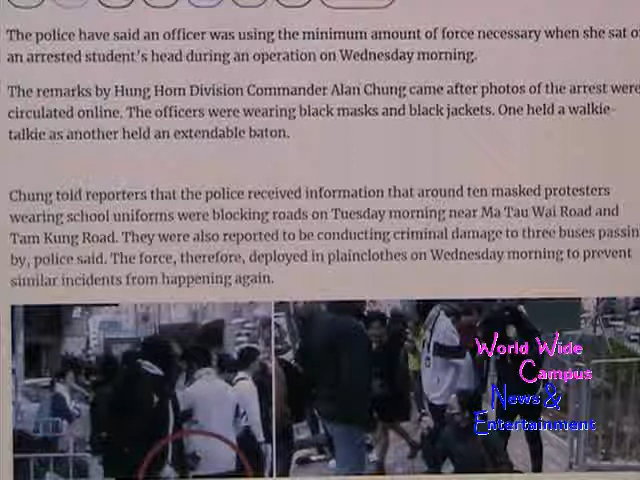 The police have said an officer was using the minimum amount of force necessary when she sat
an arrested student's head during an operation on Wednesday morning.
The remarks by Hung Hom Division Commander Alan Chung came after photos of the arrest were
circulated online. The officers were wearing black masks and black jackets. One held a walkie-
talkie as another held an extendable baton.
Chung told reporters that the police received information that around ten masked protesters
wearing school uniforms were blocking roads on Tuesday morning near Ma Tau Wai Road and
Tam Kung Road. They were also reported to be conducting criminal damage to three buses passin
by, police said. The force, therefore, deployed in plainclothes on Wednesday morning to prevent
similar incidents from happening again.
World Wide
Campus
News &
Entertainment